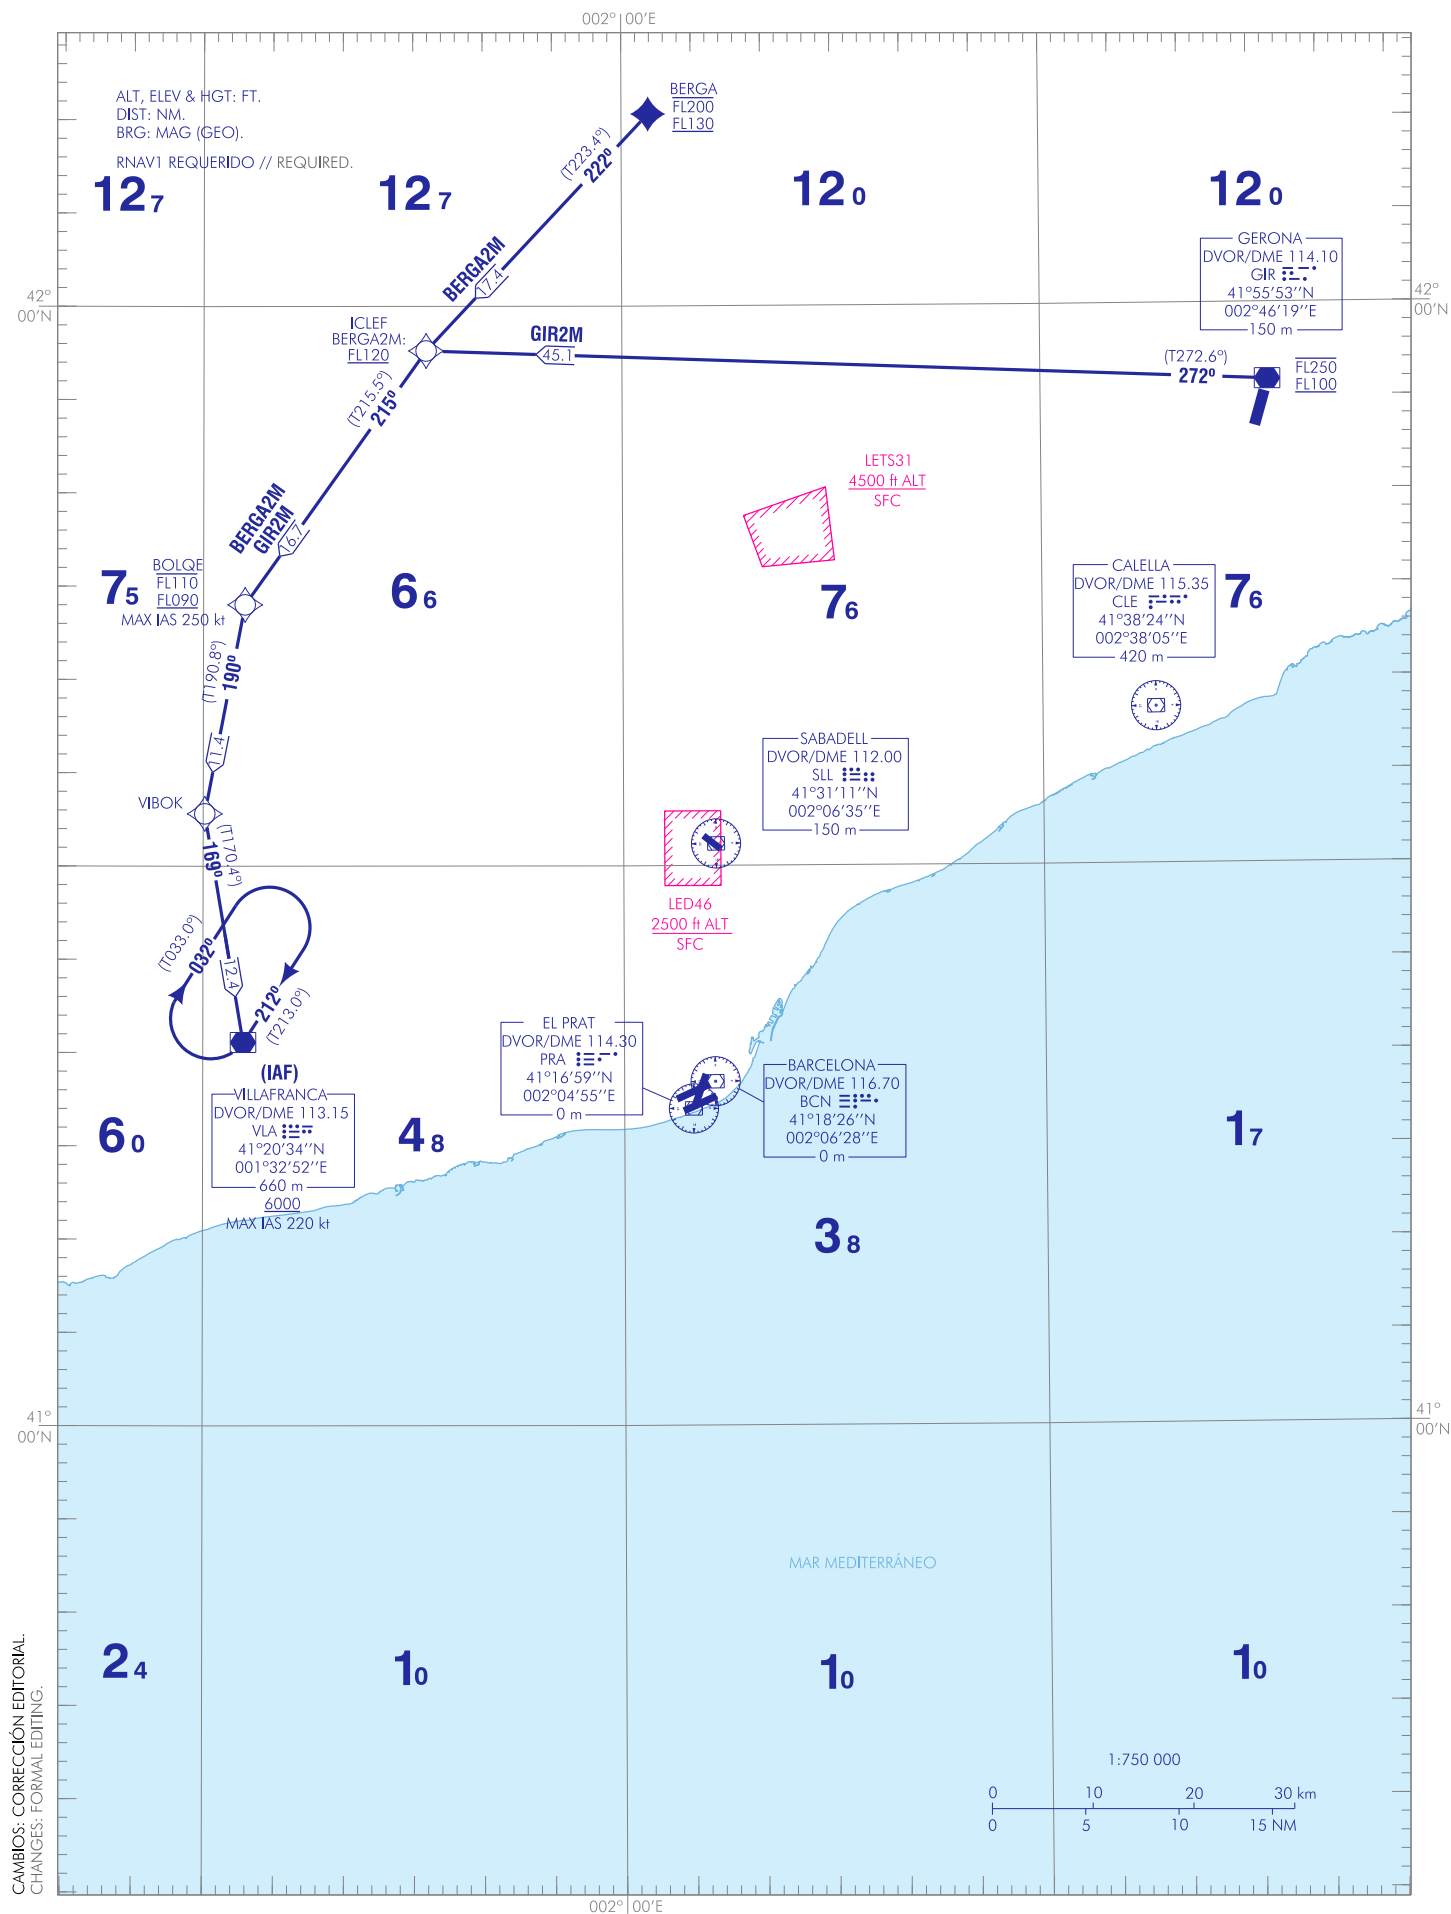 002° 00'E
ALT, ELEV & HGT: FT.
DIST: NM.
BRG: MAG (GEO).
RNAV1 REQUERIDO // REQUIRED.
BERGA
FL200
FL130
(T223.4°)
222°
12 7
12 7
12 0
12 0
BERGA2M
17.4
GERONA
DVOR/DME 114.10
GIR
41°55'53''N
002°46'19''E
150 m
42°
00'N
42°
00'N
ICLEF
BERGA2M:
FL120
GIR2M
45.1
(T272.6°)
272°
FL250
FL100
(T215.5°)
215°
LETS31
4500 ft ALT
SFC
BERGA2M
GIR2M
16.7
BOLQE
FL110
FL090
MAX IAS 250 kt
7 5
6 6
7 6
7 6
CALELLA
DVOR/DME 115.35
CLE
41°38'24''N
002°38'05''E
420 m
(T190.8°)
190°
11.4
VIBOK
SABADELL
DVOR/DME 112.00
SLL
41°31'11''N
002°06'35''E
150 m
(T170.4°)
169°
LED46
2500 ft ALT
SFC
(T033.0°)
032°
12.4
212°
(T213.0°)
(IAF)
VILLAFRANCA
DVOR/DME 113.15
VLA
41°20'34''N
001°32'52''E
660 m
6000
MAX IAS 220 kt
EL PRAT
DVOR/DME 114.30
PRA
41°16'59''N
002°04'55''E
0 m
BARCELONA
DVOR/DME 116.70
BCN
41°18'26''N
002°06'28''E
0 m
6 0
4 8
1 7
3 8
41°
00'N
41°
00'N
MAR MEDITERRÁNEO
2 4
1 0
1 0
1 0
1:750 000
0 10 20 30 km
0 5 10 15 NM
CAMBIOS: CORRECCIÓN EDITORIAL.
CHANGES: FORMAL EDITING.
002° 00'E